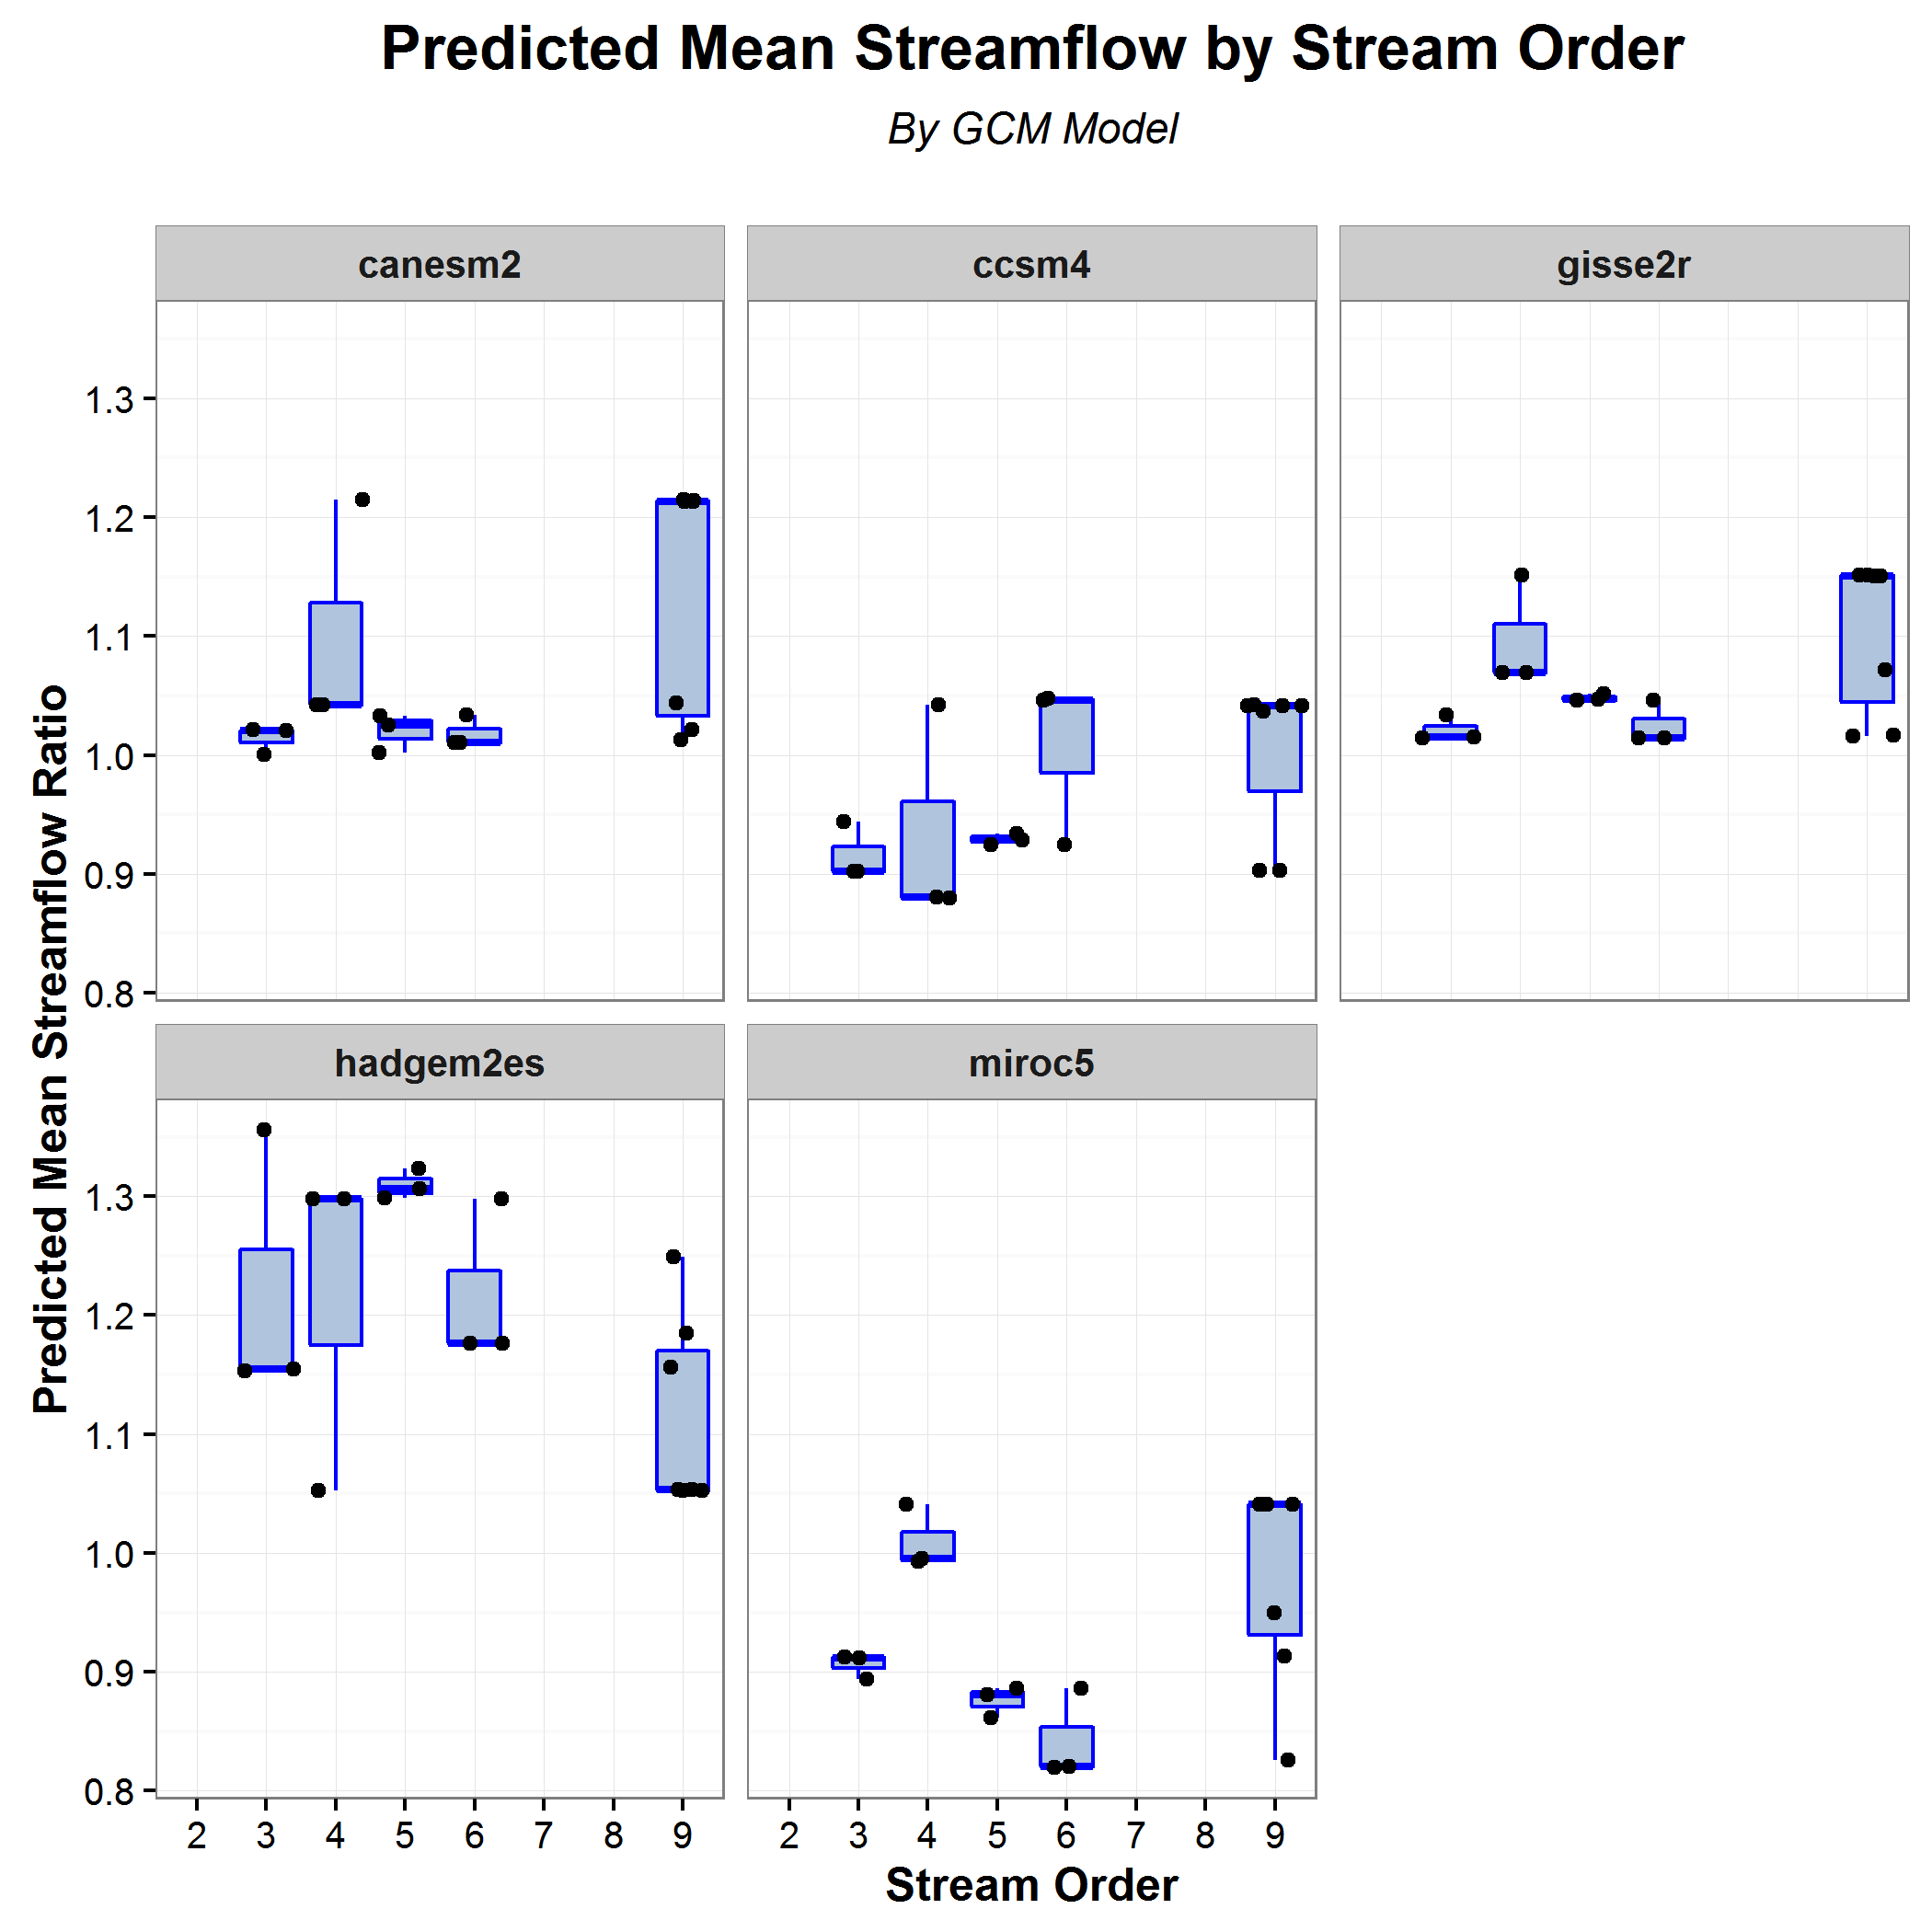 Predicted Mean Streamflow by Stream Order
By GCM Model
canesm2
ccsm4
gisse2r
1.3
1.2
1.1
1.0
0.9
0.8
Predicted Mean Streamflow Ratio
hadgem2es
miroc5
1.3
1.2
1.1
1.0
0.9
0.8
2 3 4 5 6 7 8 9
2 3 4 5 6 7 8 9
Stream Order